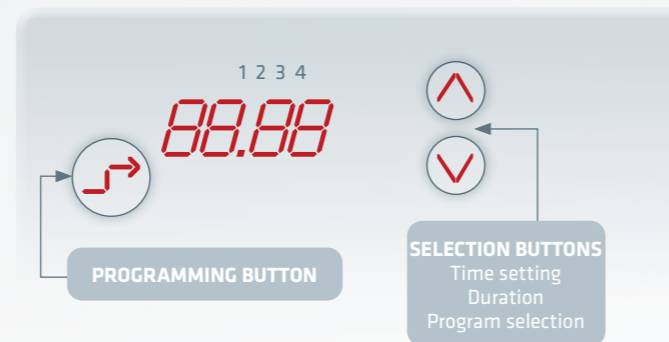 1 2 3 4
88.88
PROGRAMMING BUTTON
SELECTION BUTTONS
Time setting
Duration
Program selection